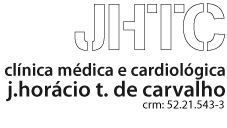 JHTC
clínica médica e cardiológica
j.horácio t. de carvalho
crm: 52.21.543-3